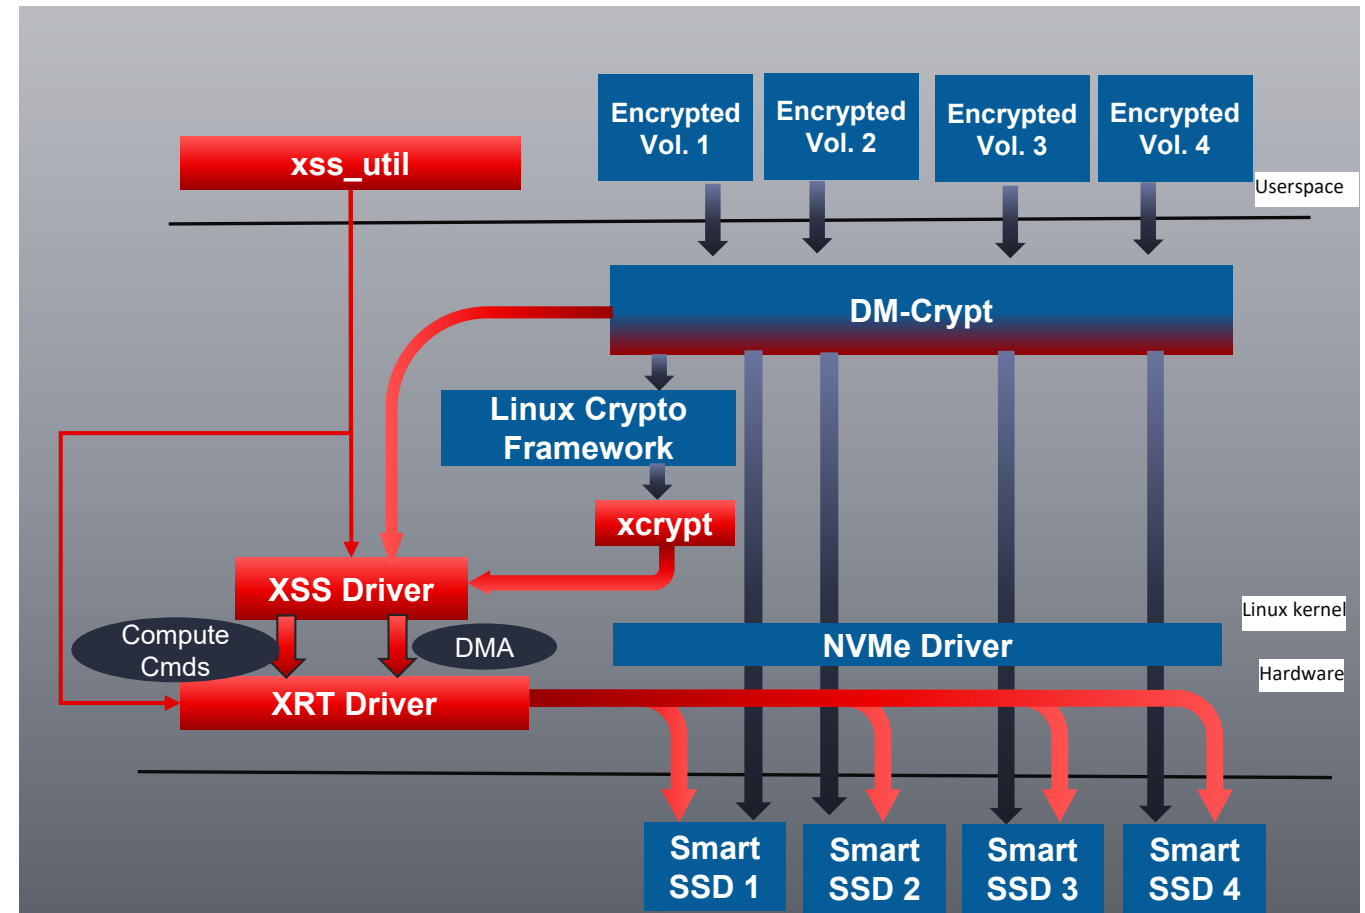 Encrypted
Vol. 1
Encrypted
Vol. 2
Encrypted
Vol. 3
Encrypted
Vol. 4
xss_util
Userspace
DM-Crypt
Linux Crypto
Framework
xcrypt
XSS Driver
Linux kernel
Compute
Cmds
DMA
NVMe Driver
Hardware
XRT Driver
Smart
SSD 1
Smart
SSD 2
Smart
SSD 3
Smart
SSD 4